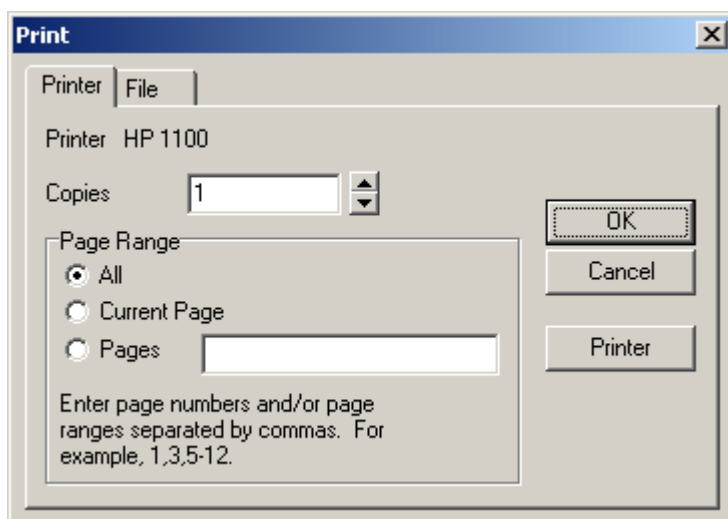 Print
Printer File
Printer HP 1100
Copies 1
Page Range
All
Current Page
Pages
Enter page numbers and/or page
ranges separated by commas.  For
example, 1,3,5-12.
OK
Cancel
Printer